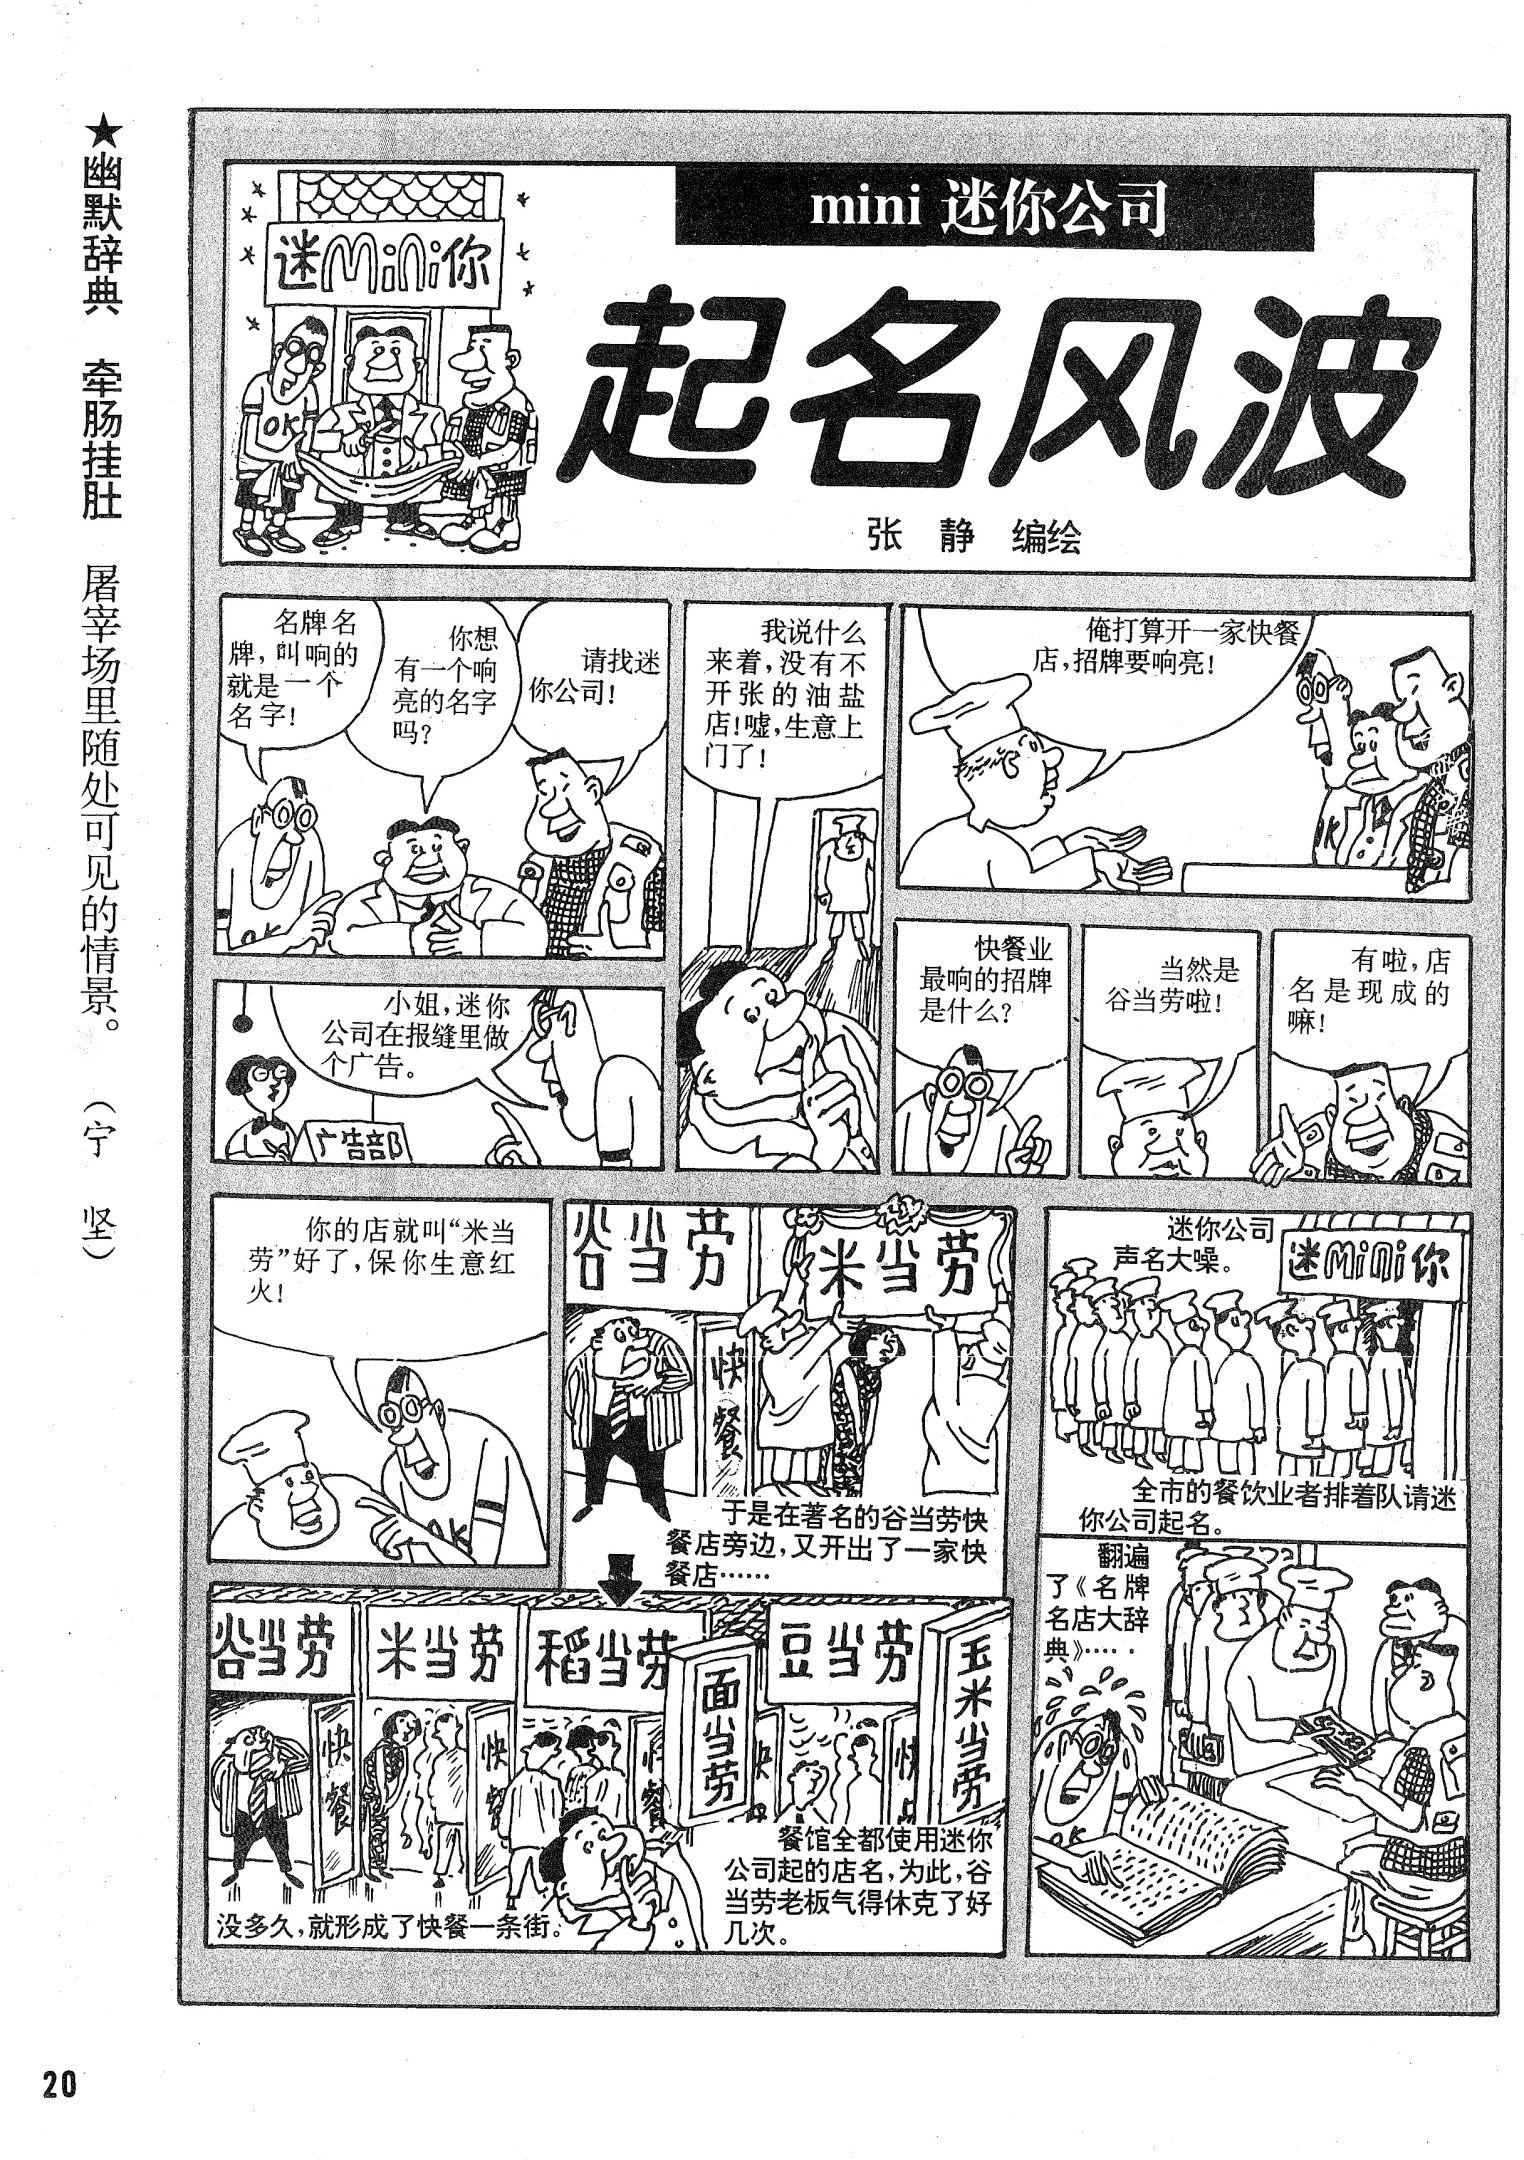 ★幽默辞典 牵肠挂肚 屠宰场里随处可见的情景。 (宁 坚)
mini 迷你公司
迷Mini你
OK
起名风波
张 静 编绘
名牌名
牌,叫响的
就是一个
名字!
你想
有一个响
亮的名字
吗?
请找迷
你公司!
OK
小姐,迷你
公司在报缝里做
个广告。
广告部
我说什么
来着,没有不
开张的油盐
店!嘘,生意上
门了!
俺打算开一家快餐
店,招牌要响亮!
OK
快餐业
最响的招牌
是什么?
当然是
谷当劳啦!
有啦,店
名是现成的
嘛!
你的店就叫“米当
劳”好了,保你生意红
火!
OK
谷当劳
米当劳
快餐
于是在著名的谷当劳快
餐店旁边,又开出了一家快
餐店……
谷当劳
米当劳
稻当劳
面当劳
豆当劳
玉米当劳
快餐
快餐
快餐
快
快
没多久,就形成了快餐一条街。
餐馆全都使用迷你
公司起的店名,为此,谷
当劳老板气得休克了好
几次。
迷你公司
声名大噪。
迷Mini你
全市的餐饮业者排着队请迷
你公司起名。
翻遍
了《名牌
名店大辞
典》……
OK
20